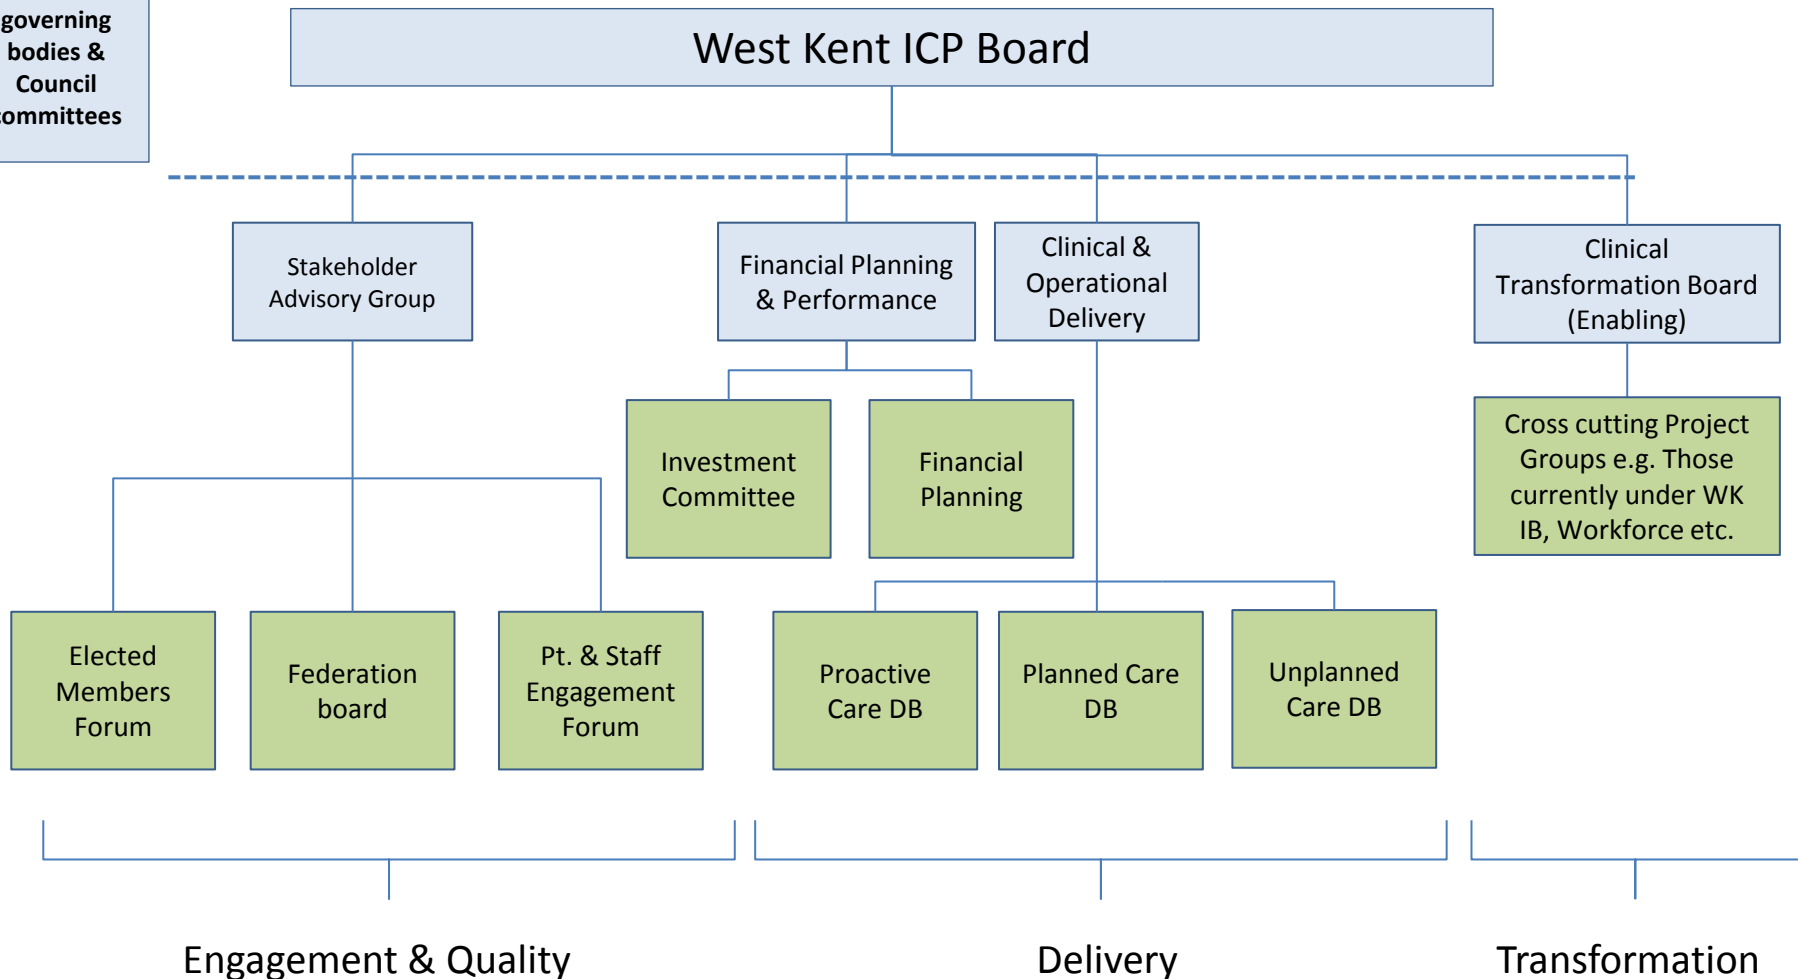 governing
bodies &
Council
West Kent ICP Board
Stakeholder
Advisory Group
Financial Planning
& Performance
Clinical &
Operational
Delivery
Clinical
Transformation Board
(Enabling)
Investment
Committee
Financial
Planning
Cross cutting Project
Groups e.g. Those
currently under WK
IB, Workforce etc.
Elected
Members
Forum
Federation
board
Pt. & Staff
Engagement
Forum
Proactive
Care DB
Planned Care
DB
Unplanned
Care DB
Engagement & Quality
Delivery
Transformation